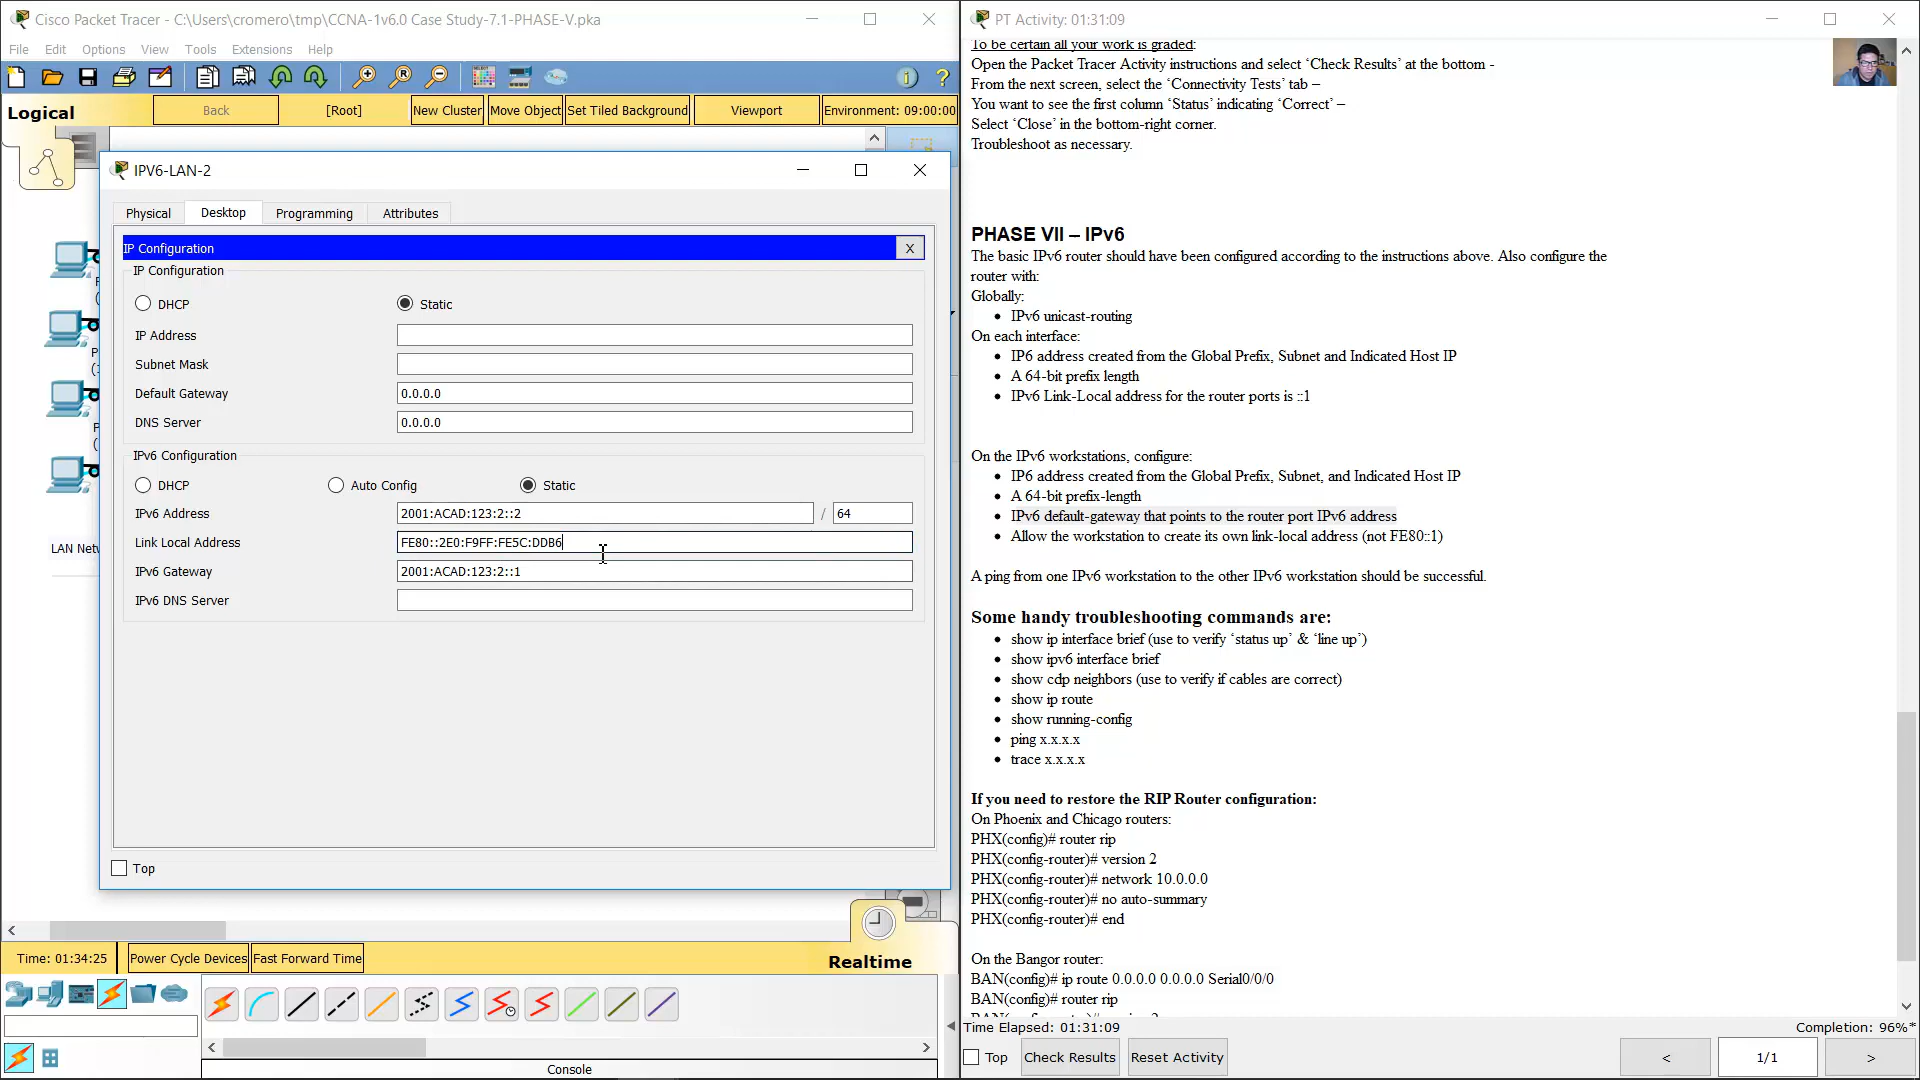 Cisco Packet Tracer - C:\Users\cromero\tmp\CCNA-1v6.0 Case Study-7.1-PHASE-V.pka
File Edit Options View Tools Extensions Help
Logical
Back
[Root]
New Cluster
Move Object
Set Tiled Background
Viewport
Environment: 09:00:00
IPV6-LAN-2
Physical
Desktop
Programming
Attributes
IP Configuration
X
IP Configuration
DHCP
Static
IP Address
Subnet Mask
Default Gateway
0.0.0.0
DNS Server
0.0.0.0
IPv6 Configuration
DHCP
Auto Config
Static
IPv6 Address
2001:ACAD:123:2::2
/
64
Link Local Address
FE80::2E0:F9FF:FE5C:DDB6
IPv6 Gateway
2001:ACAD:123:2::1
IPv6 DNS Server
Top
Time: 01:34:25
Power Cycle Devices
Fast Forward Time
Realtime
Console
PT Activity: 01:31:09
To be certain all your work is graded:
Open the Packet Tracer Activity instructions and select ‘Check Results’ at the bottom -
From the next screen, select the ‘Connectivity Tests’ tab –
You want to see the first column ‘Status’ indicating ‘Correct’ –
Select ‘Close’ in the bottom-right corner.
Troubleshoot as necessary.
PHASE VII – IPv6
The basic IPv6 router should have been configured according to the instructions above. Also configure the
router with:
Globally:
• IPv6 unicast-routing
On each interface:
• IP6 address created from the Global Prefix, Subnet and Indicated Host IP
• A 64-bit prefix length
• IPv6 Link-Local address for the router ports is ::1
On the IPv6 workstations, configure:
• IP6 address created from the Global Prefix, Subnet, and Indicated Host IP
• A 64-bit prefix-length
• IPv6 default-gateway that points to the router port IPv6 address
• Allow the workstation to create its own link-local address (not FE80::1)
A ping from one IPv6 workstation to the other IPv6 workstation should be successful.
Some handy troubleshooting commands are:
• show ip interface brief (use to verify ‘status up’ & ‘line up’)
• show ipv6 interface brief
• show cdp neighbors (use to verify if cables are correct)
• show ip route
• show running-config
• ping x.x.x.x
• trace x.x.x.x
If you need to restore the RIP Router configuration:
On Phoenix and Chicago routers:
PHX(config)# router rip
PHX(config-router)# version 2
PHX(config-router)# network 10.0.0.0
PHX(config-router)# no auto-summary
PHX(config-router)# end
On the Bangor router:
BAN(config)# ip route 0.0.0.0 0.0.0.0 Serial0/0/0
BAN(config)# router rip
Time Elapsed: 01:31:09
Completion: 96%*
Top
Check Results
Reset Activity
<
1/1
>